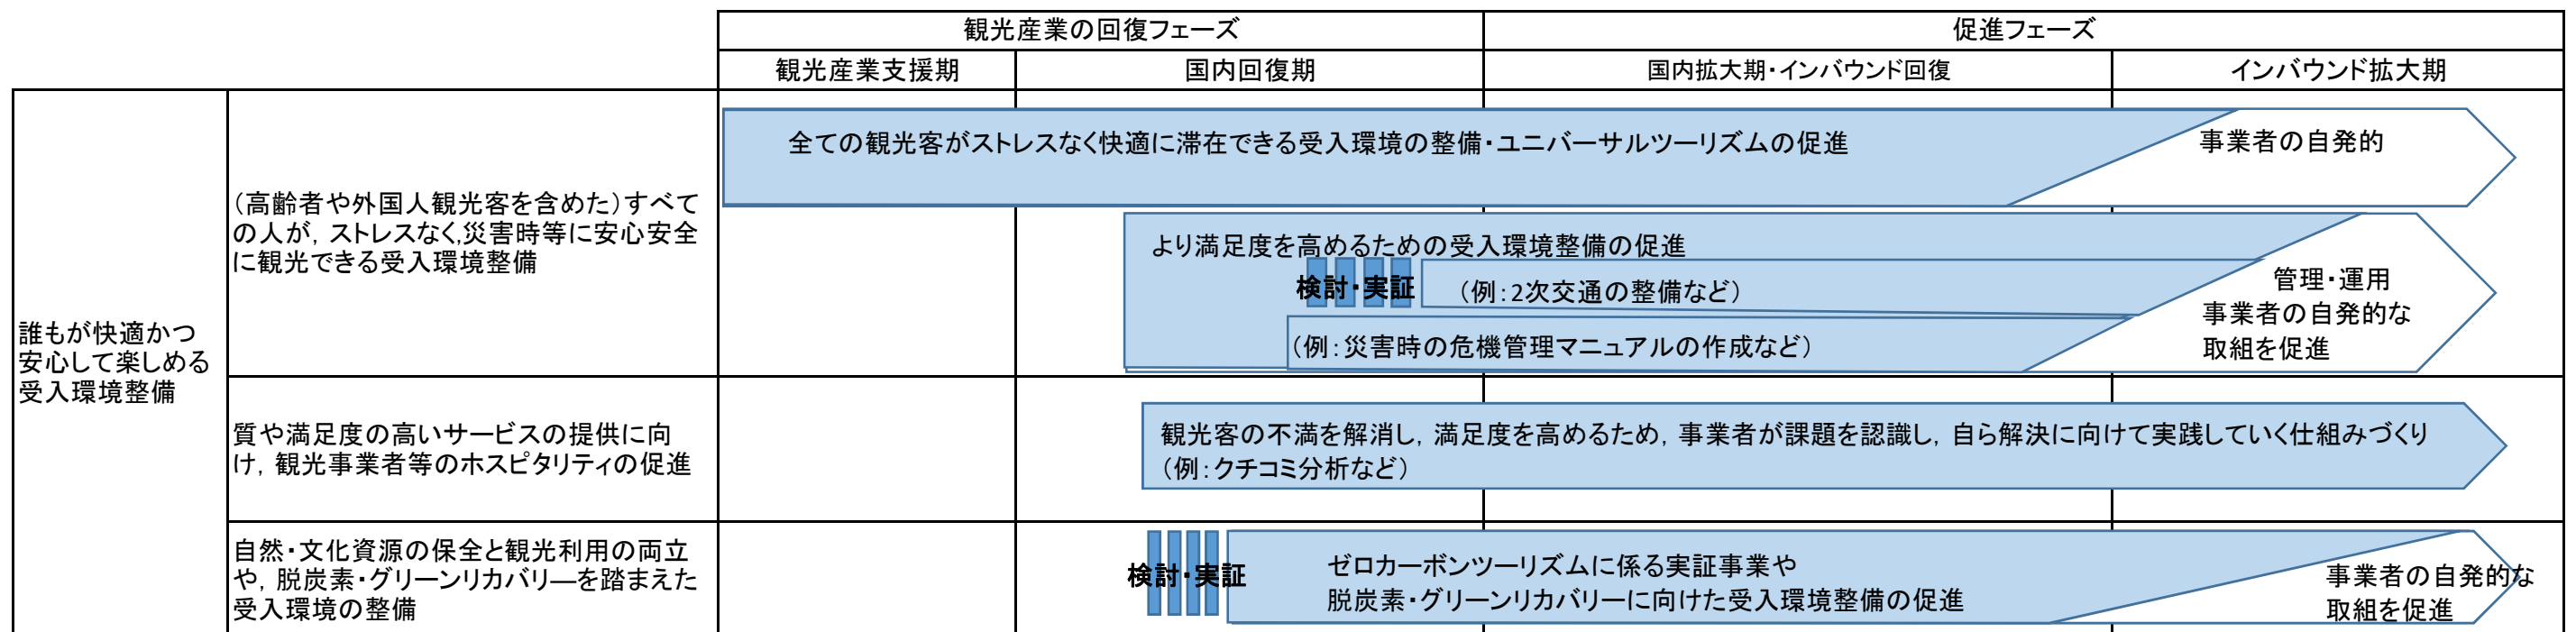 観光産業の回復フェーズ
促進フェーズ
観光産業支援期
国内回復期
国内拡大期・インバウンド回復
インバウンド拡大期
誰もが快適かつ
安心して楽しめる
受入環境整備
（高齢者や外国人観光客を含めた）すべて
の人が，ストレスなく,災害時等に安心安全
に観光できる受入環境整備
全ての観光客がストレスなく快適に滞在できる受入環境の整備・ユニバーサルツーリズムの促進
事業者の自発的
より満足度を高めるための受入環境整備の促進
検討・実証
（例：2次交通の整備など）
（例：災害時の危機管理マニュアルの作成など）
管理・運用
事業者の自発的な
取組を促進
質や満足度の高いサービスの提供に向
け，観光事業者等のホスピタリティの促進
観光客の不満を解消し，満足度を高めるため，事業者が課題を認識し，自ら解決に向けて実践していく仕組みづくり
（例：クチコミ分析など）
自然・文化資源の保全と観光利用の両立
や，脱炭素・グリーンリカバリ―を踏まえた
受入環境の整備
検討・実証
ゼロカーボンツーリズムに係る実証事業や
脱炭素・グリーンリカバリーに向けた受入環境整備の促進
事業者の自発的な
取組を促進